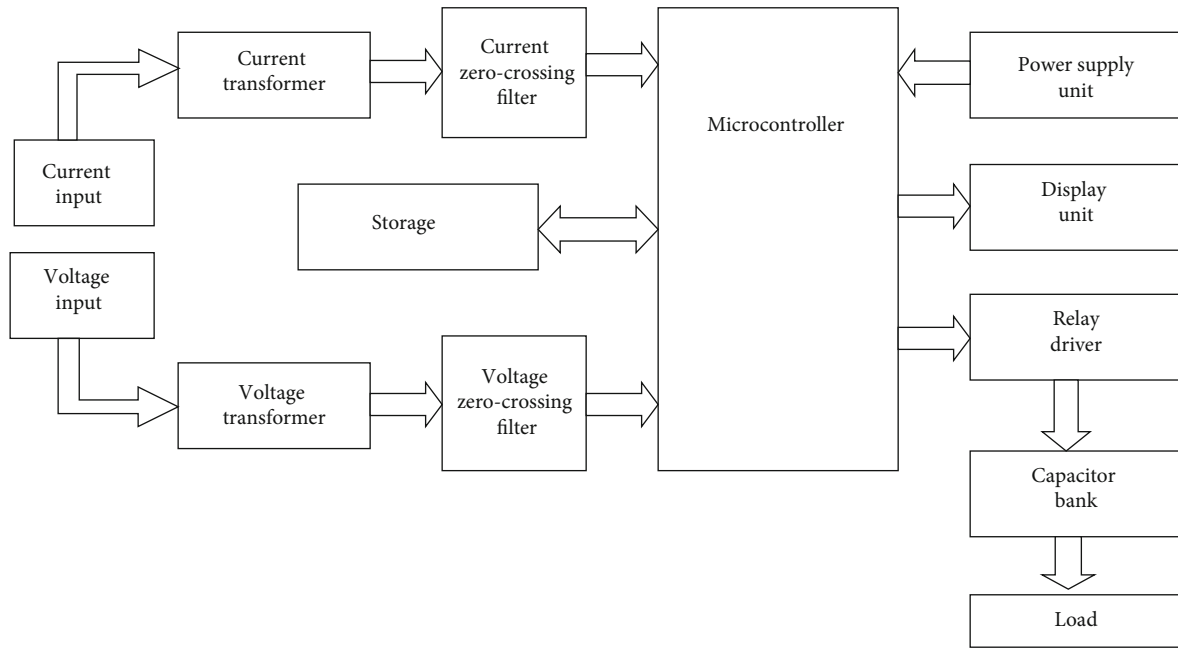 Current
input
Voltage
input
Current
transformer
Voltage
transformer
Current
zero-crossing
filter
Storage
Voltage
zero-crossing
filter
Microcontroller
Power supply
unit
Display
unit
Relay
driver
Capacitor
bank
Load